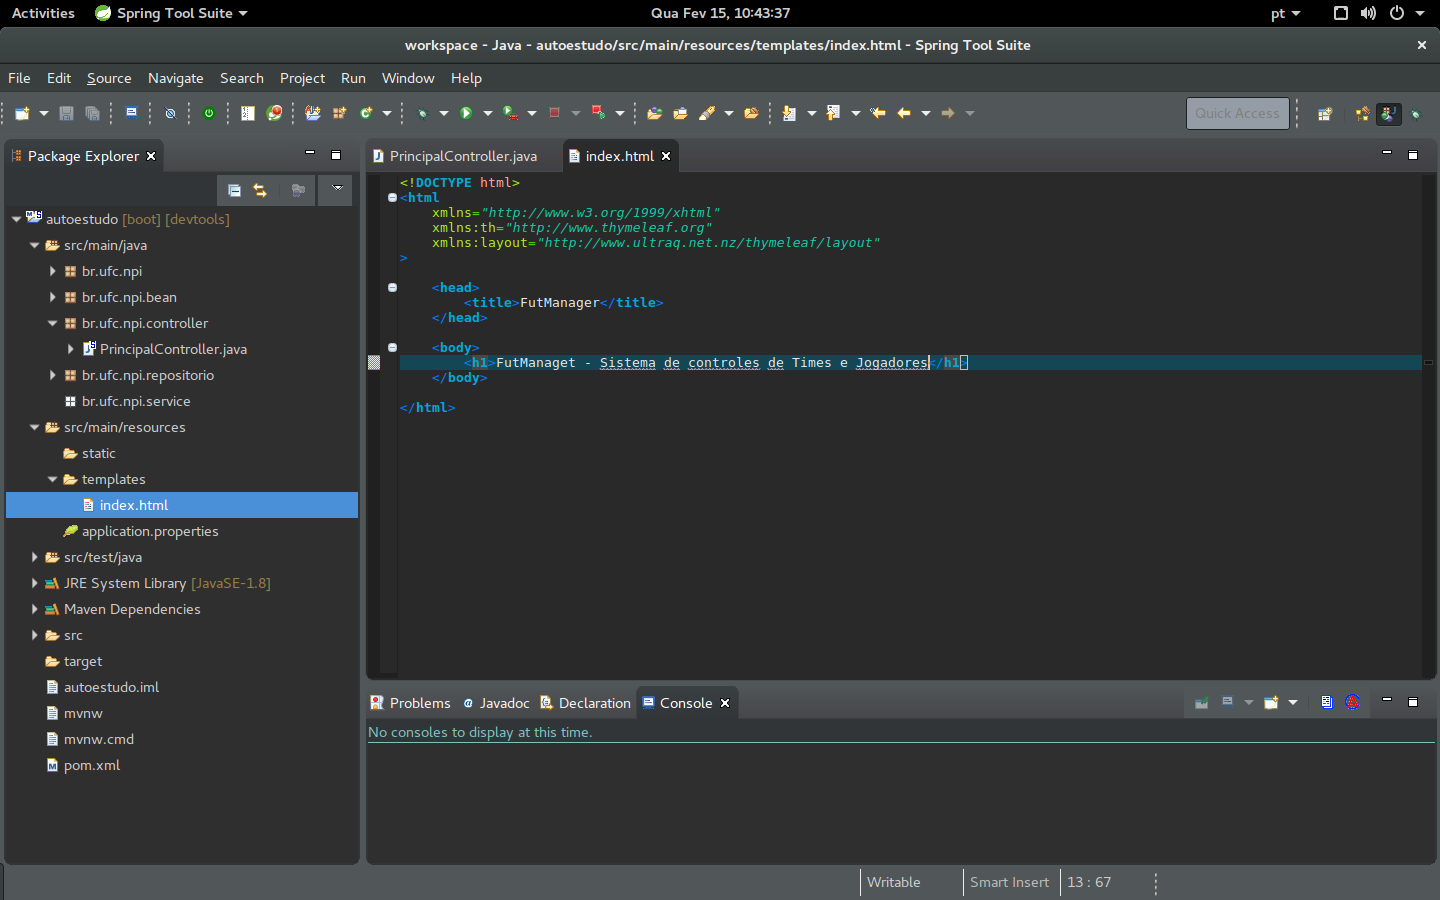 Activities Spring Tool Suite Qua Fev 15, 10:43:37 pt
workspace - Java - autoestudo/src/main/resources/templates/index.html - Spring Tool Suite
File Edit Source Navigate Search Project Run Window Help
Quick Access
Package Explorer
autoestudo [boot] [devtools]
src/main/java
br.ufc.npi
br.ufc.npi.bean
br.ufc.npi.controller
PrincipalController.java
br.ufc.npi.repositorio
br.ufc.npi.service
src/main/resources
static
templates
index.html
application.properties
src/test/java
JRE System Library [JavaSE-1.8]
Maven Dependencies
src
target
autoestudo.iml
mvnw
mvnw.cmd
pom.xml
PrincipalController.java index.html
<!DOCTYPE html>
<html
xmlns="http://www.w3.org/1999/xhtml"
xmlns:th="http://www.thymeleaf.org"
xmlns:layout="http://www.ultraq.net.nz/thymeleaf/layout"
>
<head>
<title>FutManager</title>
</head>
<body>
<h1>FutManaget - Sistema de controles de Times e Jogadores</h1>
</body>
</html>
Problems Javadoc Declaration Console
No consoles to display at this time.
Writable Smart Insert 13 : 67